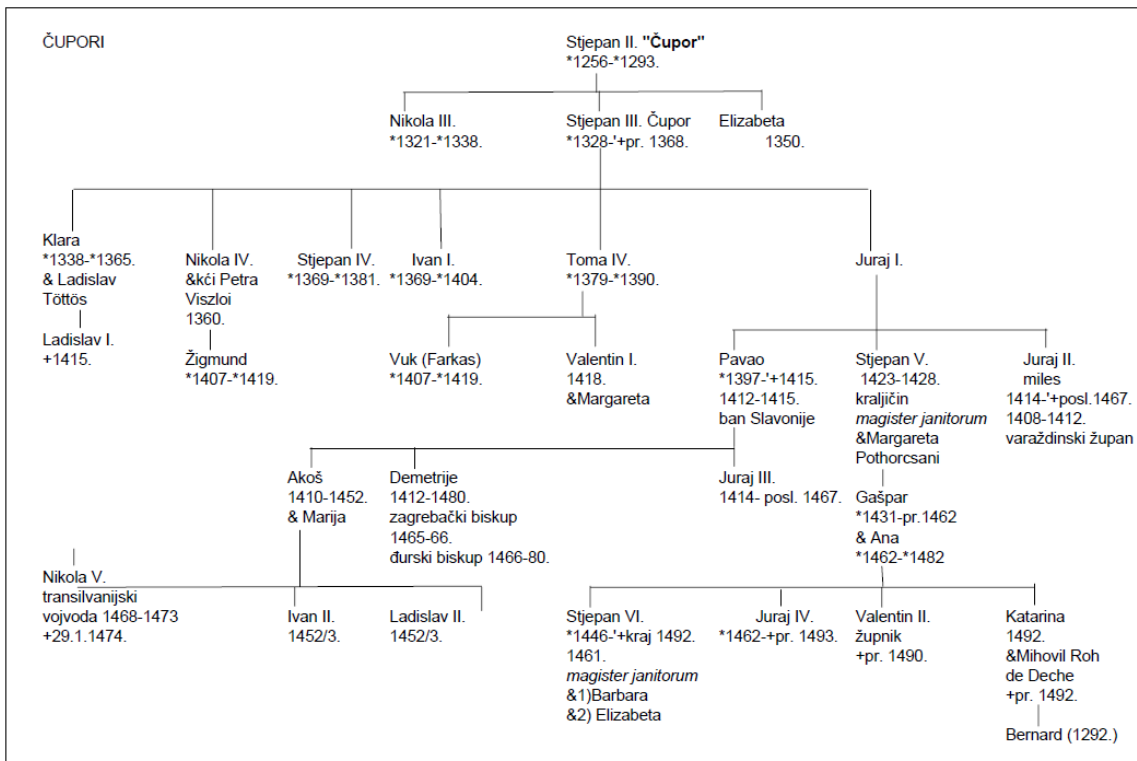 ČUPORI
Stjepan II. "Čupor"
*1256-*1293.
Nikola III.
*1321-*1338.
Stjepan III. Čupor
*1328-'+pr. 1368.
Elizabeta
1350.
Klara
*1338-*1365.
& Ladislav
Töttös
Nikola IV.
&kći Petra
Viszloi
1360.
Stjepan IV.
*1369-*1381.
Ivan I.
*1369-*1404.
Toma IV.
*1379-*1390.
Juraj I.
Ladislav I.
+1415.
Žigmund
*1407-*1419.
Vuk (Farkas)
*1407-*1419.
Valentin I.
1418.
&Margareta
Pavao
*1397-'+1415.
1412-1415.
ban Slavonije
Stjepan V.
1423-1428.
kraljičin
magister janitorum
&Margareta
Pothorcsani
Juraj II.
miles
1414-'+posl.1467.
1408-1412.
varaždinski župan
Akoš
1410-1452.
& Marija
Demetrije
1412-1480.
zagrebački biskup
1465-66.
đurski biskup 1466-80.
Juraj III.
1414- posl. 1467.
Gašpar
*1431-pr.1462
& Ana
*1462-*1482
Nikola V.
transilvanijski
vojvoda 1468-1473
+29.1.1474.
Ivan II.
1452/3.
Ladislav II.
1452/3.
Stjepan VI.
*1446-'+kraj 1492.
1461.
magister janitorum
&1)Barbara
&2) Elizabeta
Juraj IV.
*1462-+pr. 1493.
Valentin II.
župnik
+pr. 1490.
Katarina
1492.
&Mihovil Roh
de Deche
+pr. 1492.
Bernard (1292.)